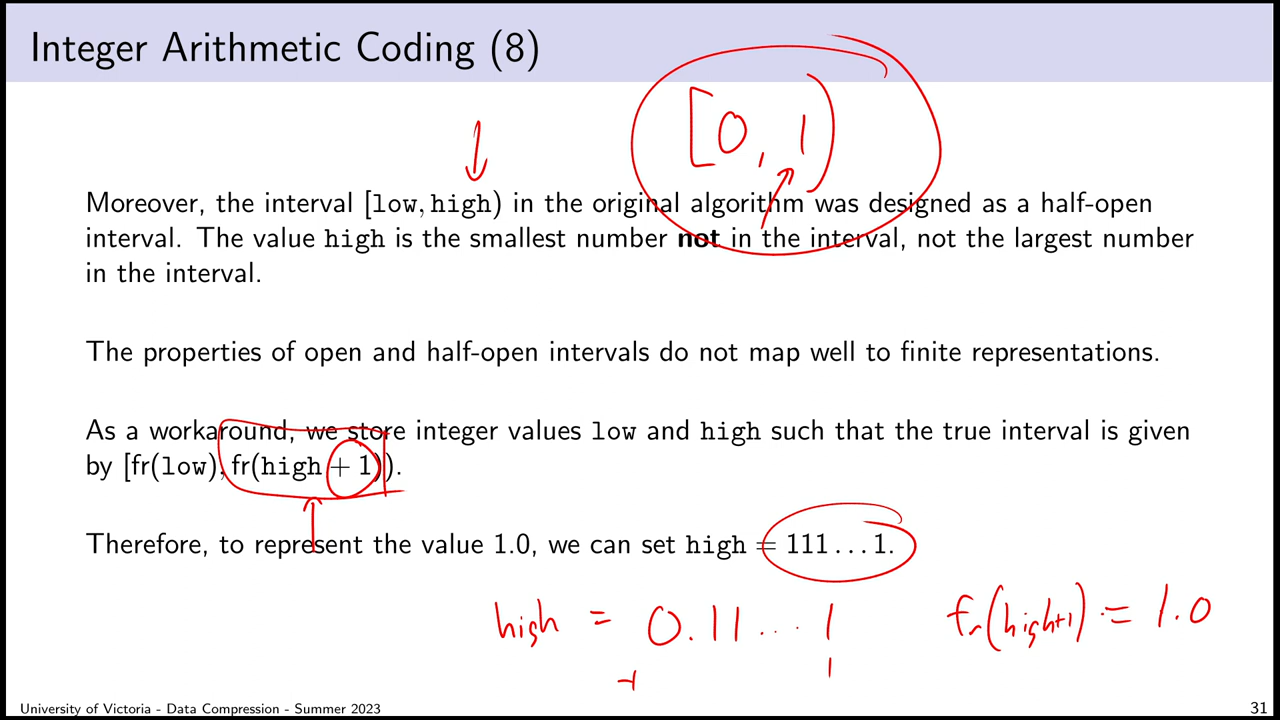 Integer Arithmetic Coding (8)
[0, 1)
Moreover, the interval [low, high) in the original algorithm was designed as a half-open
interval. The value high is the smallest number not in the interval, not the largest number
in the interval.
The properties of open and half-open intervals do not map well to finite representations.
As a workaround, we store integer values low and high such that the true interval is given
by [fr(low), fr(high + 1)).
Therefore, to represent the value 1.0, we can set high = 111 . . . 1.
high = 0.11 ... 1
fr(high+1) = 1.0
+ 1
University of Victoria - Data Compression - Summer 2023
31